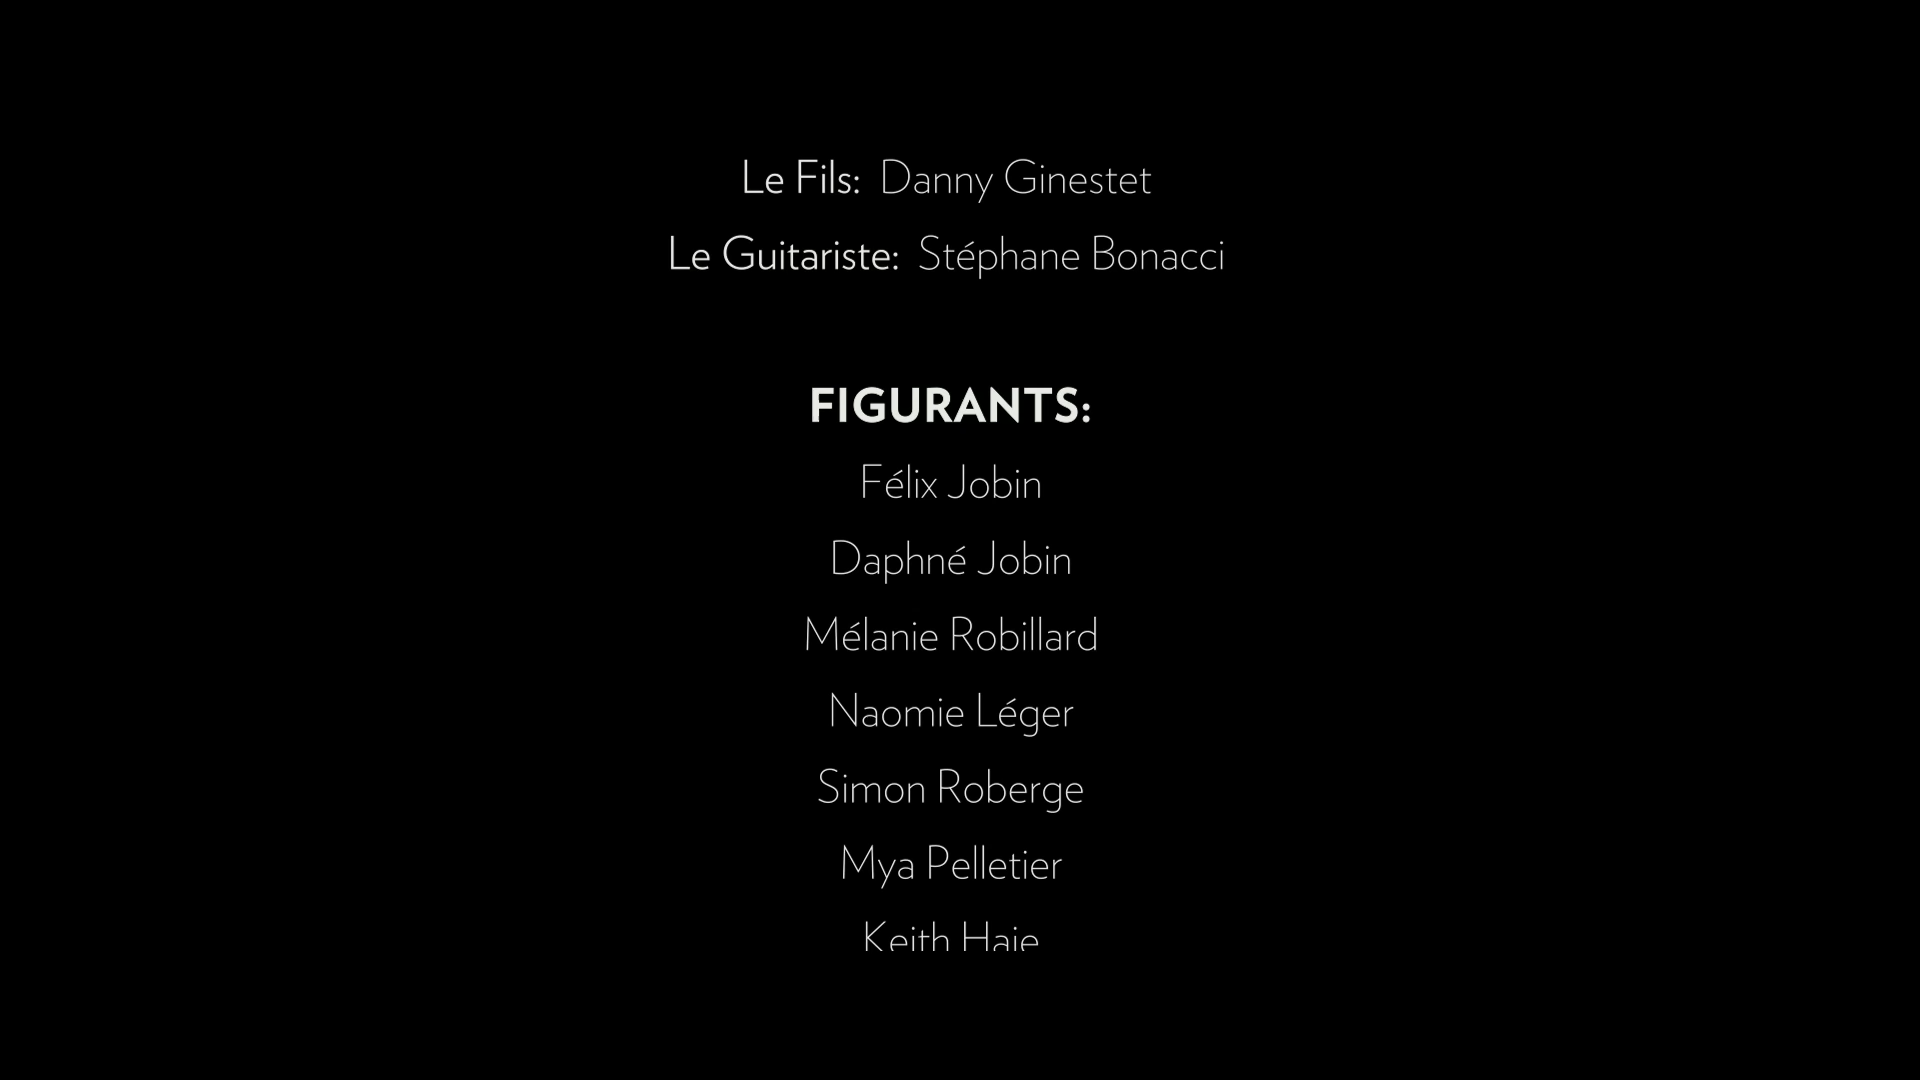 Le Fils: Danny Ginestet
Le Guitariste: Stéphane Bonacci
FIGURANTS:
Félix Jobin
Daphné Jobin
Mélanie Robillard
Naomie Léger
Simon Roberge
Mya Pelletier
Keith